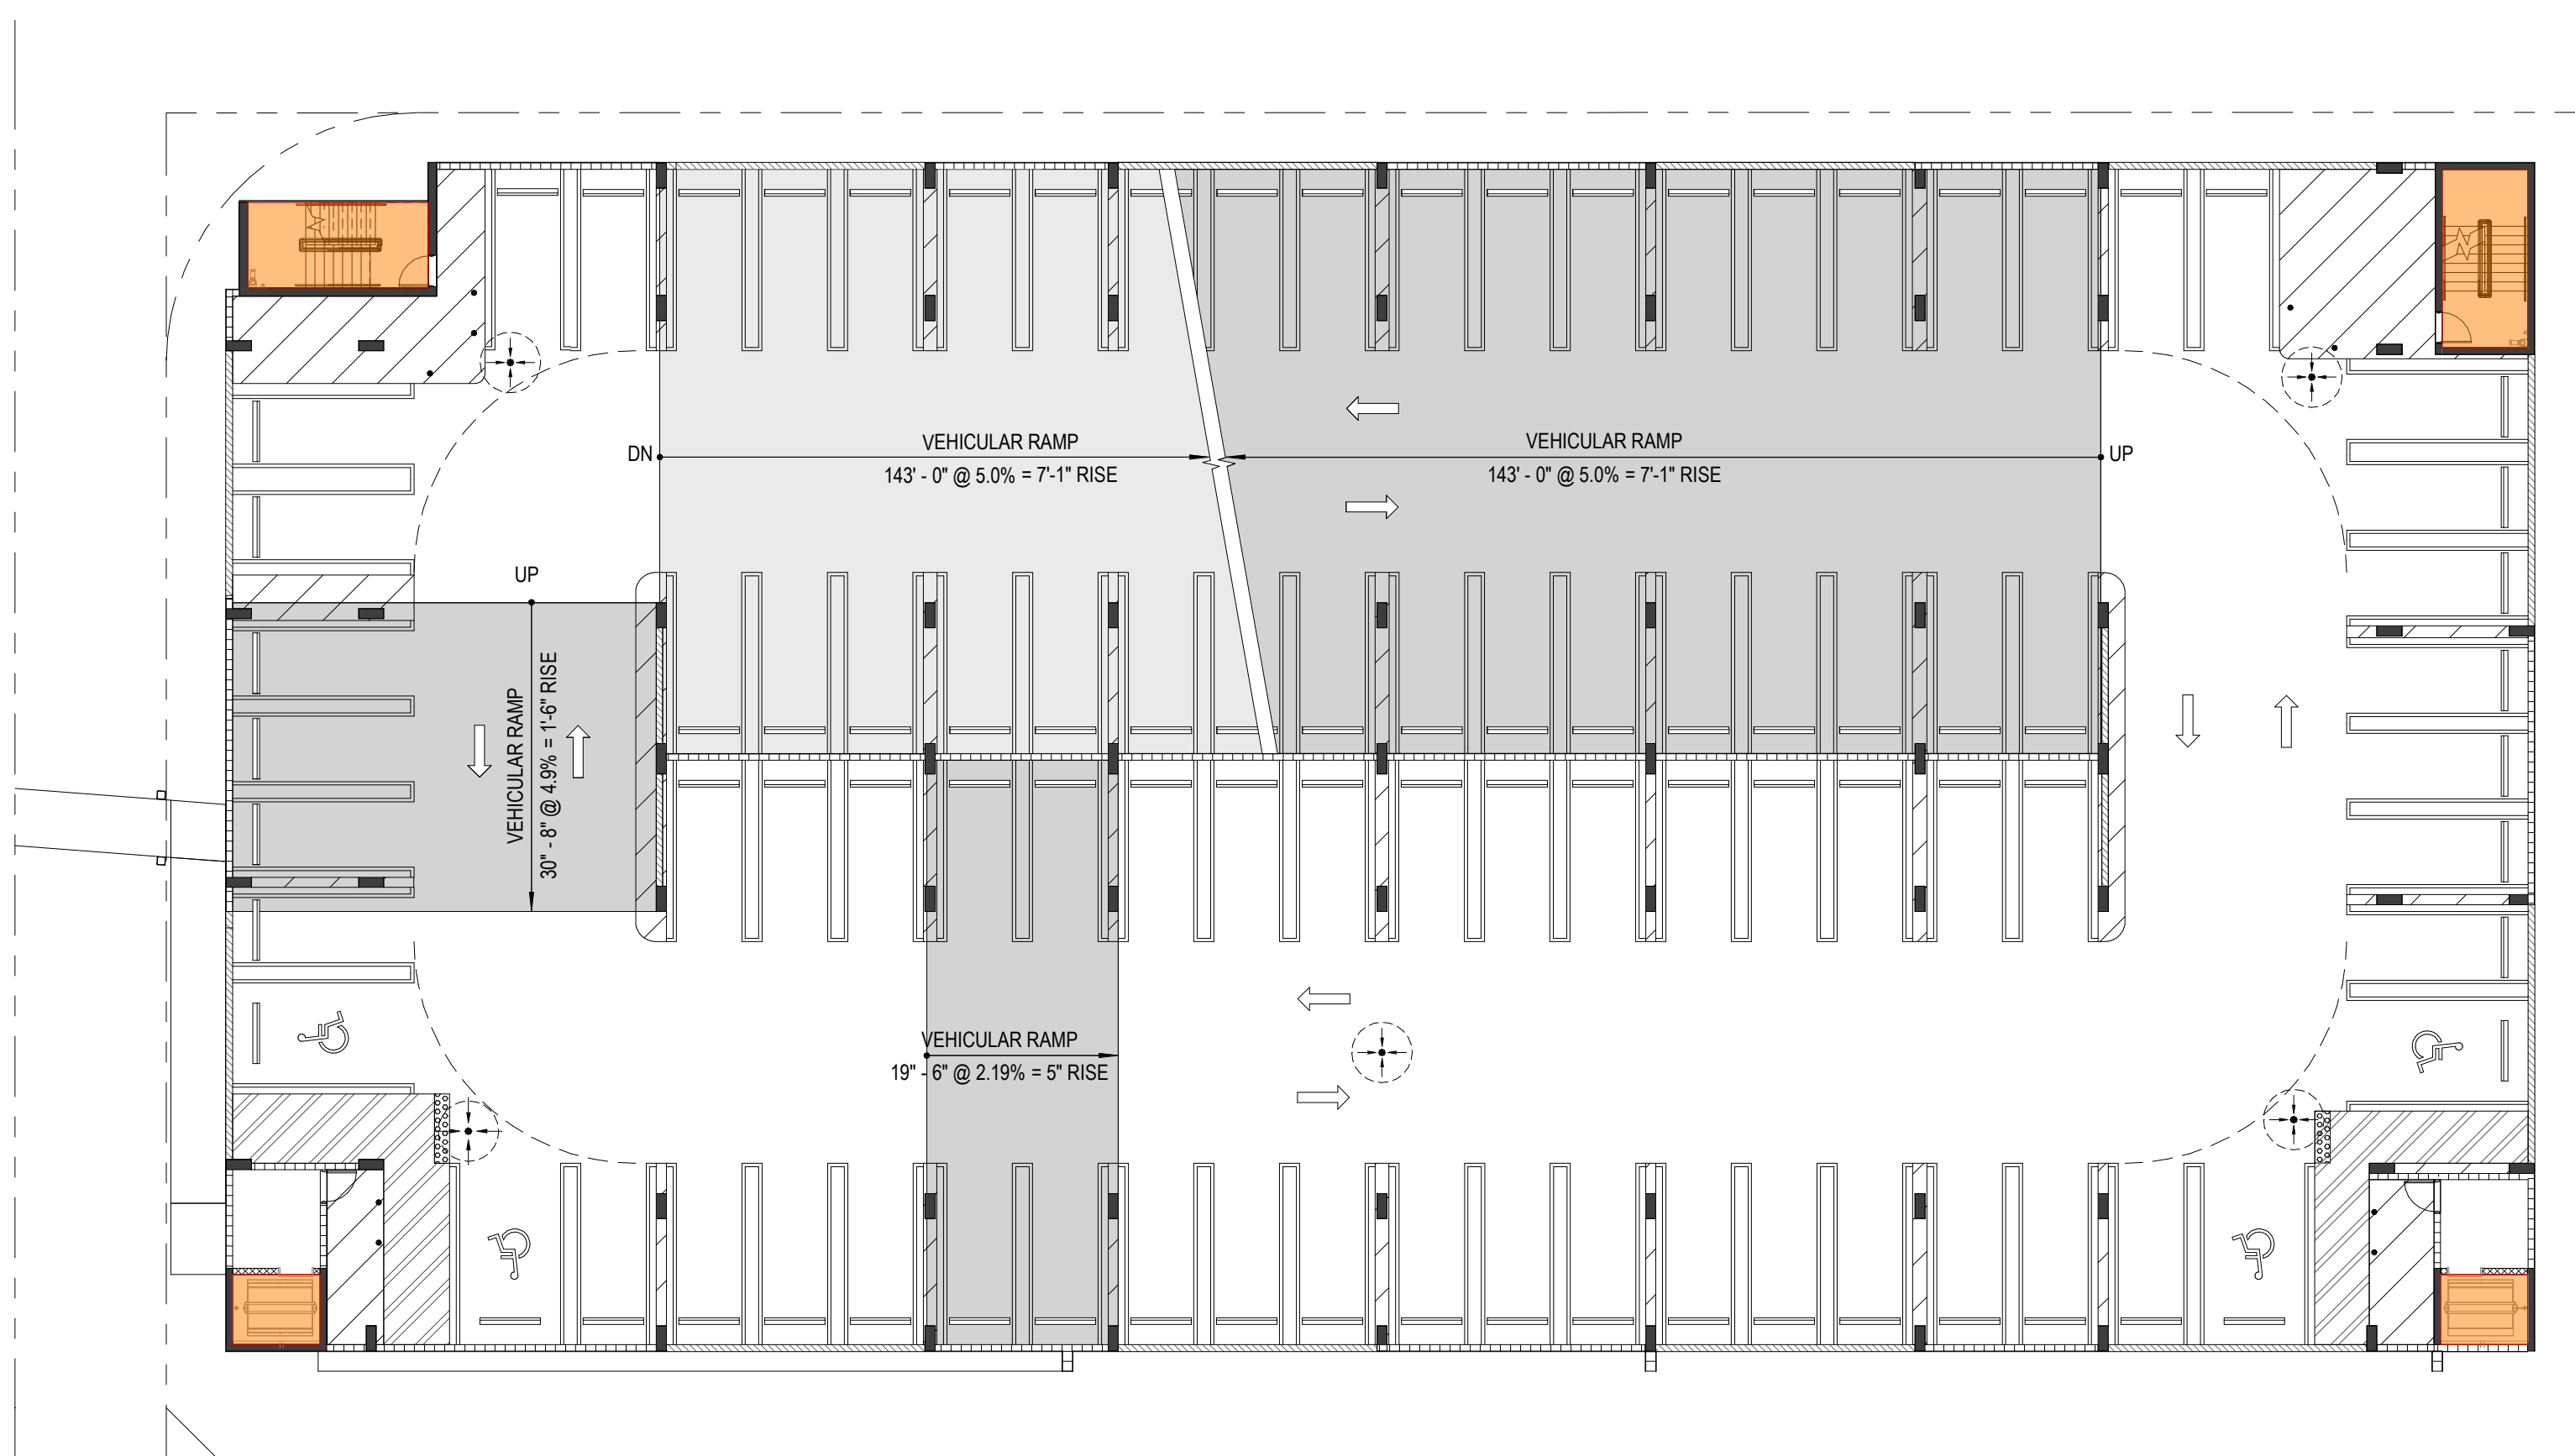 VEHICULAR RAMP
143' - 0" @ 5.0% = 7'-1" RISE
DN
VEHICULAR RAMP
143' - 0" @ 5.0% = 7'-1" RISE
UP
UP
VEHICULAR RAMP
30" - 8" @ 4.9% = 1'-6" RISE
VEHICULAR RAMP
19" - 6" @ 2.19% = 5" RISE